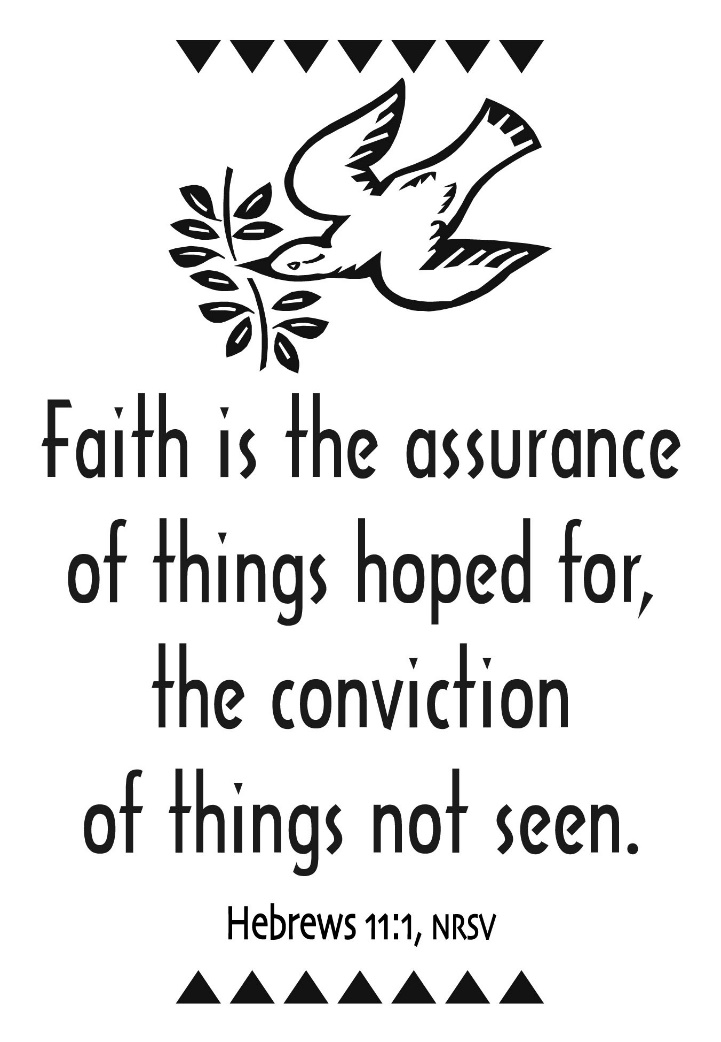 Faith is the assurance
of things hoped for,
the conviction
of things not seen.
Hebrews 11:1, NRSV